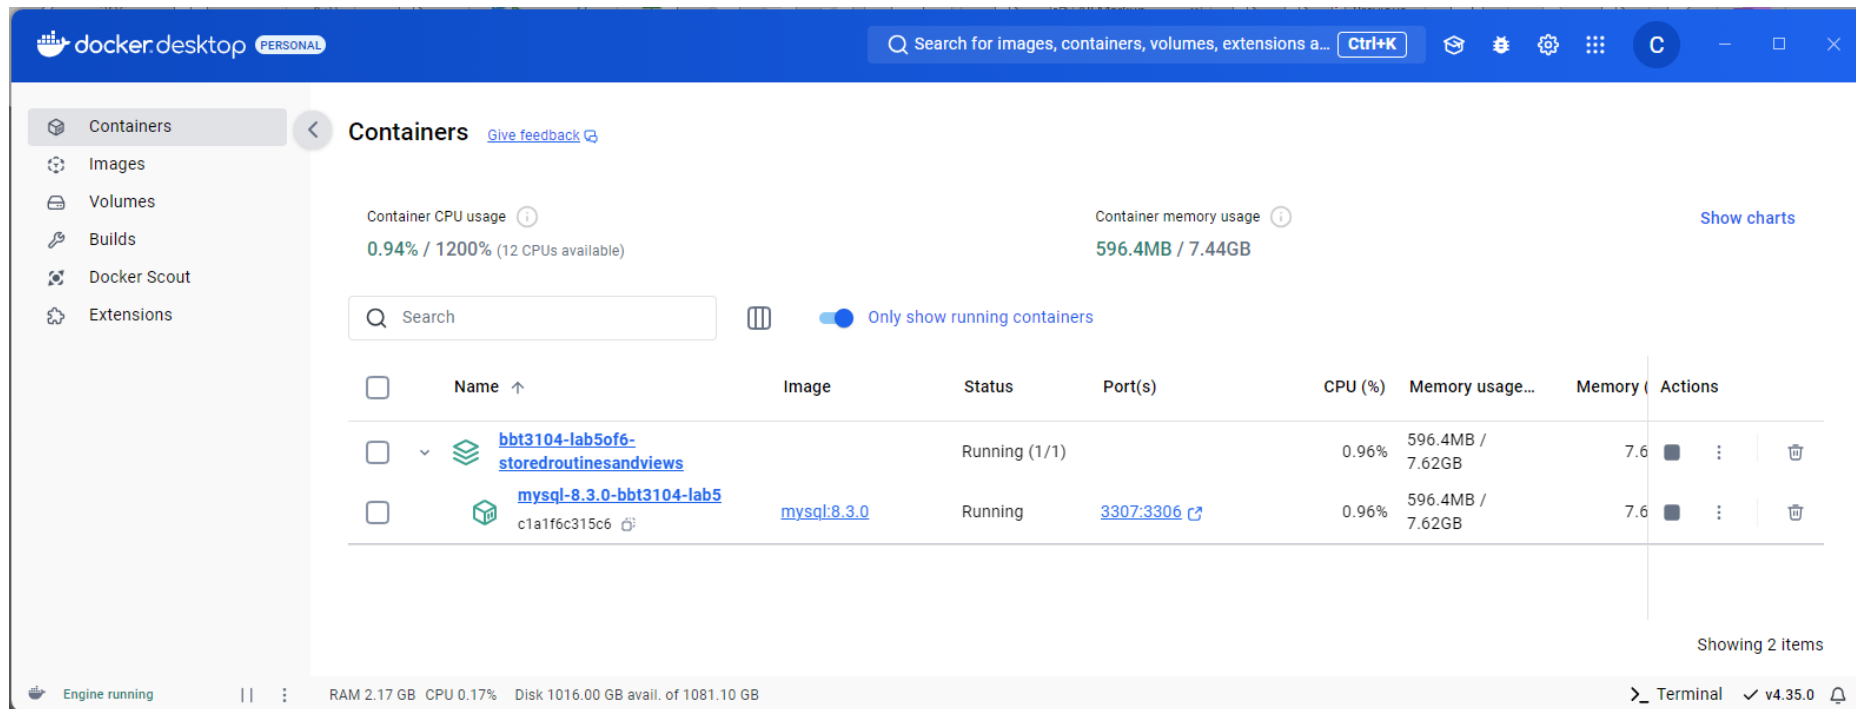 docker.desktop PERSONAL
Search for images, containers, volumes, extensions a... Ctrl+K
C
Containers
Images
Volumes
Builds
Docker Scout
Extensions
Containers Give feedback
Container CPU usage
0.94% / 1200% (12 CPUs available)
Container memory usage
596.4MB / 7.44GB
Show charts
Search
Only show running containers
Name Image Status Port(s) CPU (%) Memory usage... Memory ( Actions
bbt3104-lab5of6-
storedroutinesandviews
Running (1/1)
0.96%
596.4MB /
7.62GB
7.6
mysql-8.3.0-bbt3104-lab5
c1a1f6c315c6
mysql:8.3.0
Running
3307:3306
0.96%
596.4MB /
7.62GB
7.6
Showing 2 items
Engine running
RAM 2.17 GB CPU 0.17% Disk 1016.00 GB avail. of 1081.10 GB
Terminal v4.35.0